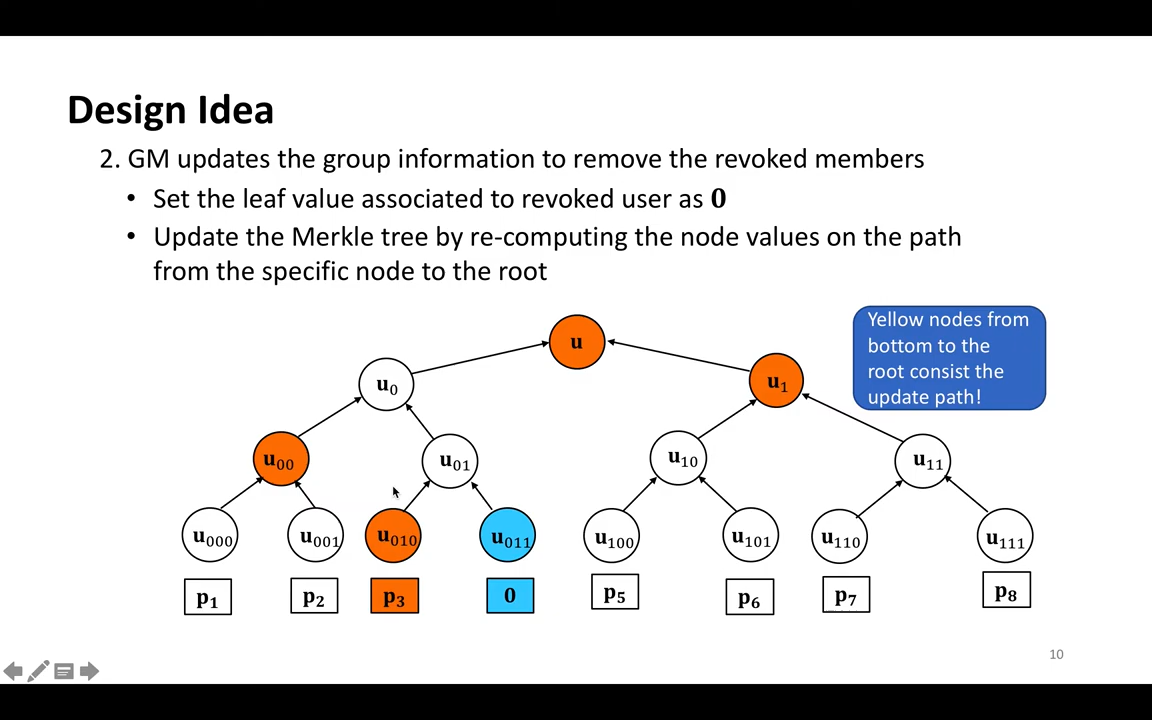 Design Idea
2. GM updates the group information to remove the revoked members
• Set the leaf value associated to revoked user as 0
• Update the Merkle tree by re-computing the node values on the path
from the specific node to the root
Yellow nodes from
bottom to the
root consist the
update path!
u
u₀
u₁
u₀₀
u₀₁
u₁₀
u₁₁
u₀₀₀
u₀₀₁
u₀₁₀
u₀₁₁
u₁₀₀
u₁₀₁
u₁₁₀
u₁₁₁
p₁
p₂
p₃
0
p₅
p₆
p₇
p₈
10